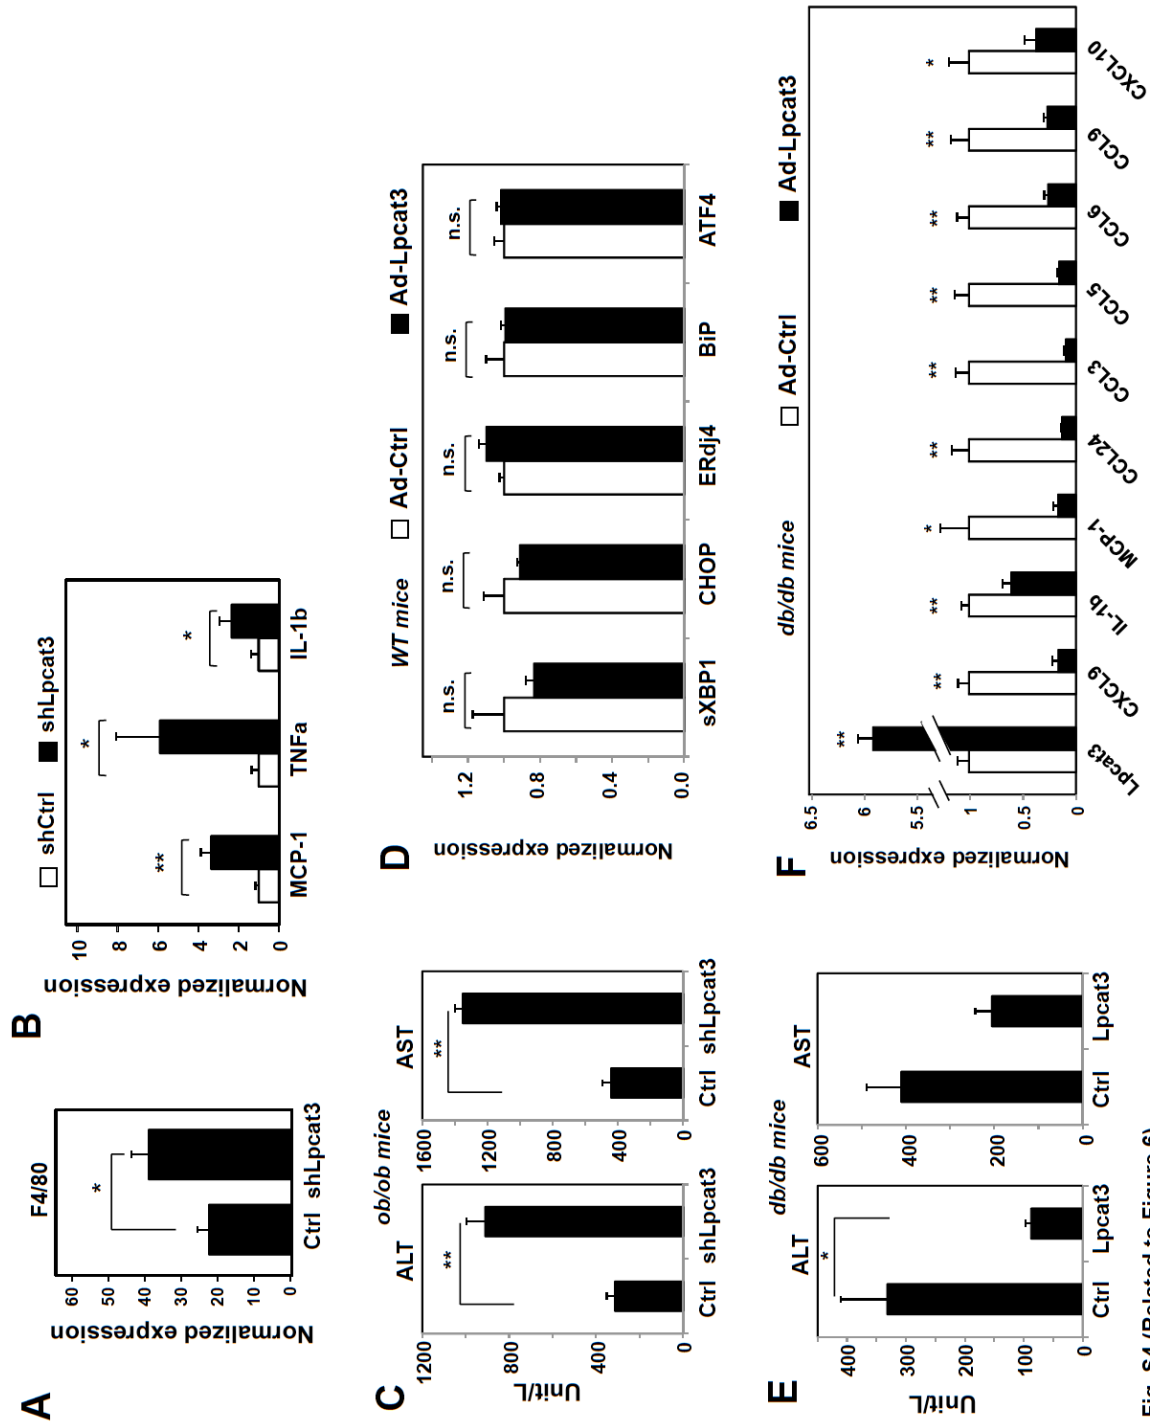 A
F4/80
Normalized expression
60
50
40
30
20
10
0
*
Ctrl shLpcat3
B
shCtrl shLpcat3
Normalized expression
10
8
6
4
2
0
**
*
*
MCP-1 TNFa IL-1b
C
ob/ob mice
ALT
Unit/L
1200
800
400
0
**
Ctrl shLpcat3
AST
1600
1200
800
400
0
**
Ctrl shLpcat3
D
WT mice Ad-Ctrl Ad-Lpcat3
Normalized expression
1.2
0.8
0.4
0.0
n.s. n.s. n.s. n.s. n.s.
sXBP1 CHOP ERdj4 BiP ATF4
E
db/db mice
ALT
Unit/L
400
300
200
100
0
*
Ctrl Lpcat3
AST
600
400
200
0
Ctrl Lpcat3
F
db/db mice Ad-Ctrl Ad-Lpcat3
Normalized expression
6.5
6
5.5
1
0.5
0
** ** ** * ** ** ** ** ** *
Lpcat3 CXCL9 IL-1b MCP-1 CCL24 CCL3 CCL5 CCL6 CCL9 CXCL10
Fig. S4 (Related to Figure 6)